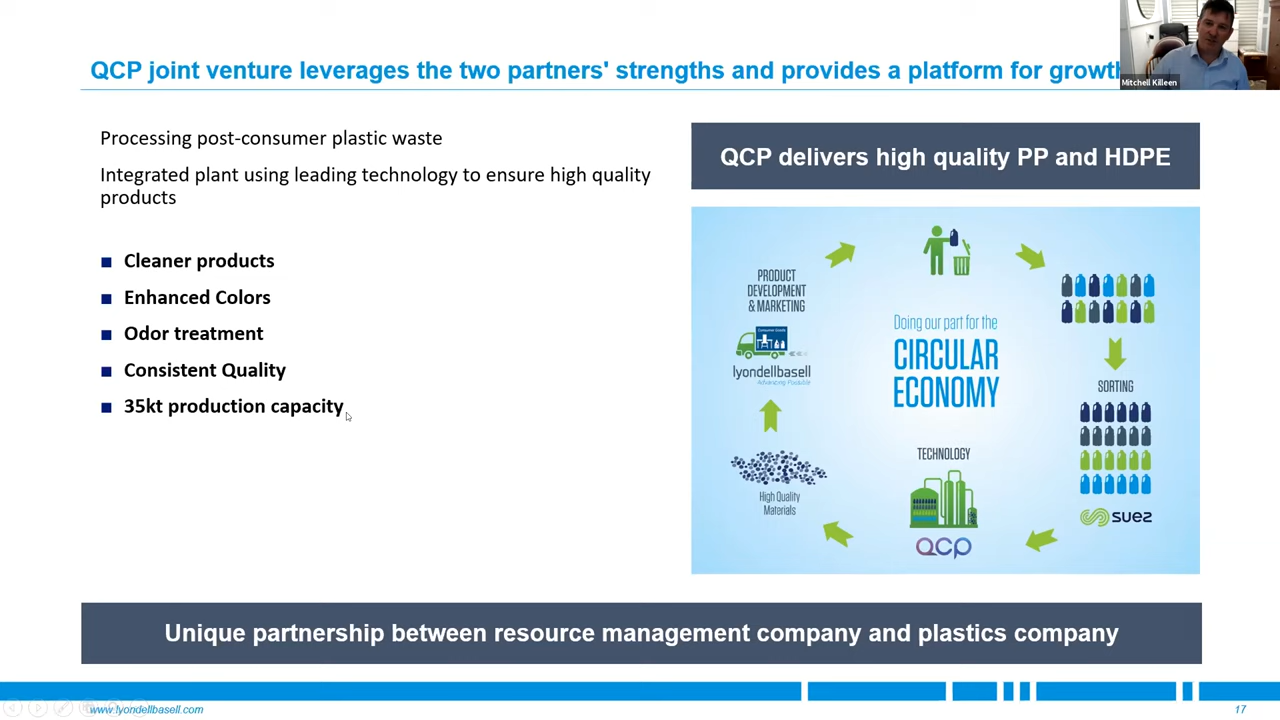 QCP joint venture leverages the two partners' strengths and provides a platform for growth
Mitchell Killeen
Processing post-consumer plastic waste
Integrated plant using leading technology to ensure high quality
products
Cleaner products
Enhanced Colors
Odor treatment
Consistent Quality
35kt production capacity
QCP delivers high quality PP and HDPE
PRODUCT
DEVELOPMENT
& MARKETING
Consumer Goods
lyondellbasell
Advancing Possible
Doing our part for the
CIRCULAR
ECONOMY
SORTING
suez
TECHNOLOGY
QCP
High Quality
Materials
Unique partnership between resource management company and plastics company
www.lyondellbasell.com
17